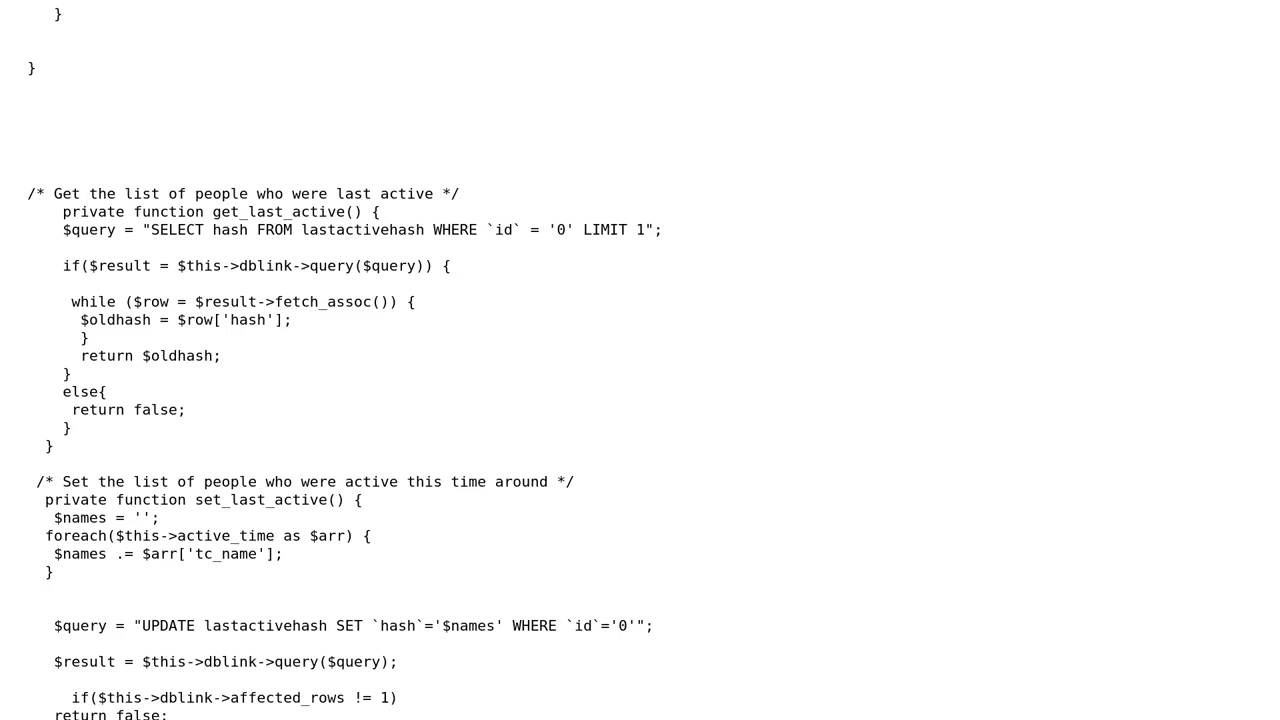 }
}
/* Get the list of people who were last active */
private function get_last_active() {
$query = "SELECT hash FROM lastactivehash WHERE `id` = '0' LIMIT 1";
if($result = $this->dblink->query($query)) {
while ($row = $result->fetch_assoc()) {
$oldhash = $row['hash'];
}
return $oldhash;
}
else{
return false;
}
}
/* Set the list of people who were active this time around */
private function set_last_active() {
$names = '';
foreach($this->active_time as $arr) {
$names .= $arr['tc_name'];
}
$query = "UPDATE lastactivehash SET `hash`='$names' WHERE `id`='0'";
$result = $this->dblink->query($query);
if($this->dblink->affected_rows != 1)
return false;